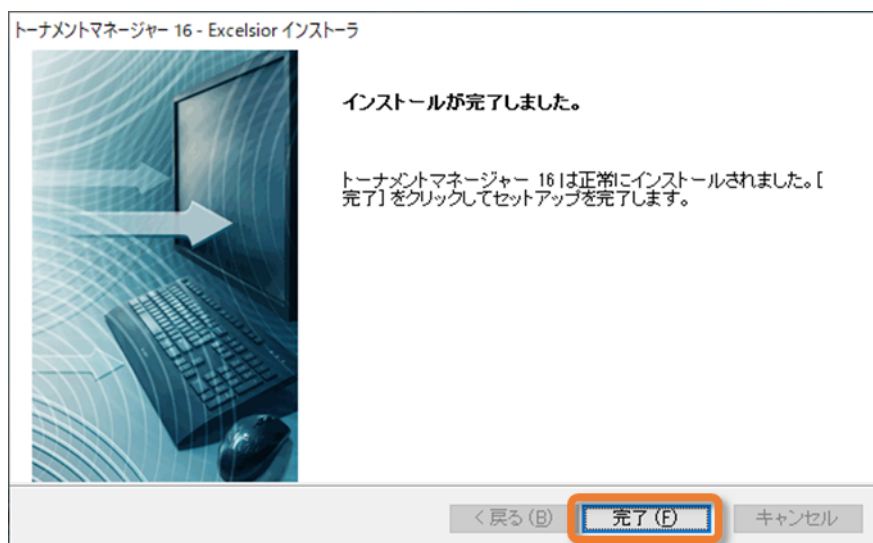 トーナメントマネージャー 16 - Excelsior インストーラ
インストールが完了しました。
トーナメントマネージャー 16 は正常にインストールされました。[
完了] をクリックしてセットアップを完了します。
< 戻る (B) 完了 (F) キャンセル